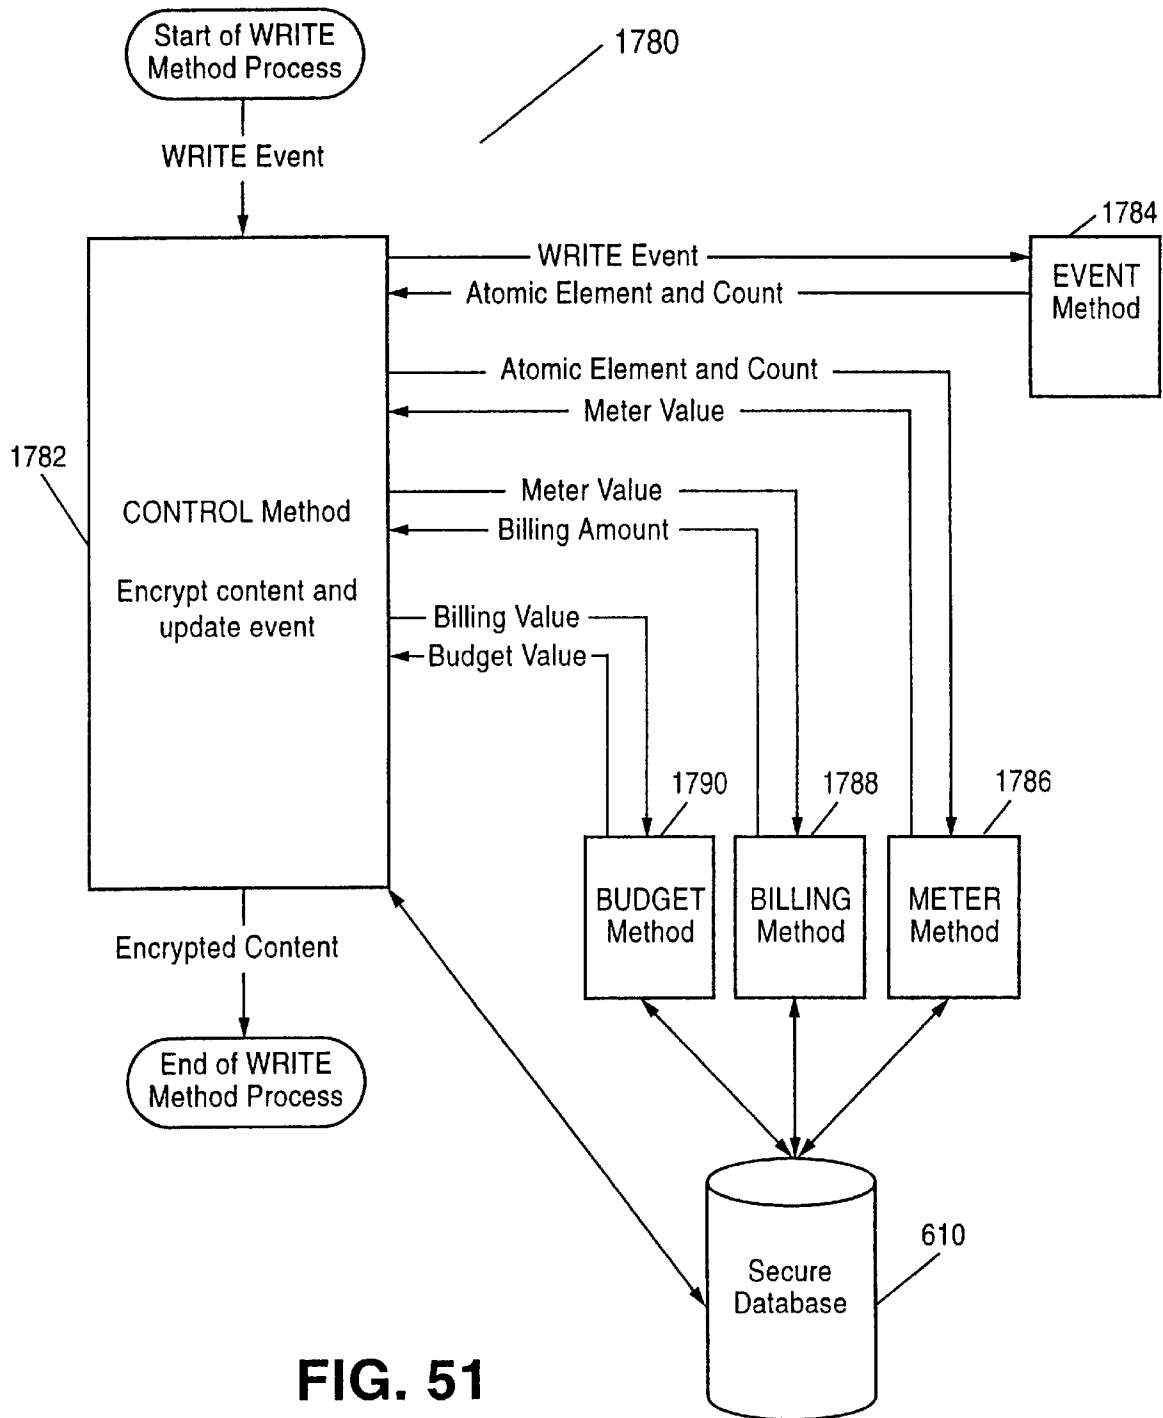 Start of WRITE
Method Process
1780
WRITE Event
1784
WRITE Event
EVENT
Method
Atomic Element and Count
Atomic Element and Count
Meter Value
1782
CONTROL Method
Meter Value
Billing Amount
Encrypt content and
update event
Billing Value
Budget Value
1790
1788
1786
BUDGET
Method
BILLING
Method
METER
Method
Encrypted Content
End of WRITE
Method Process
610
Secure
Database
FIG. 51